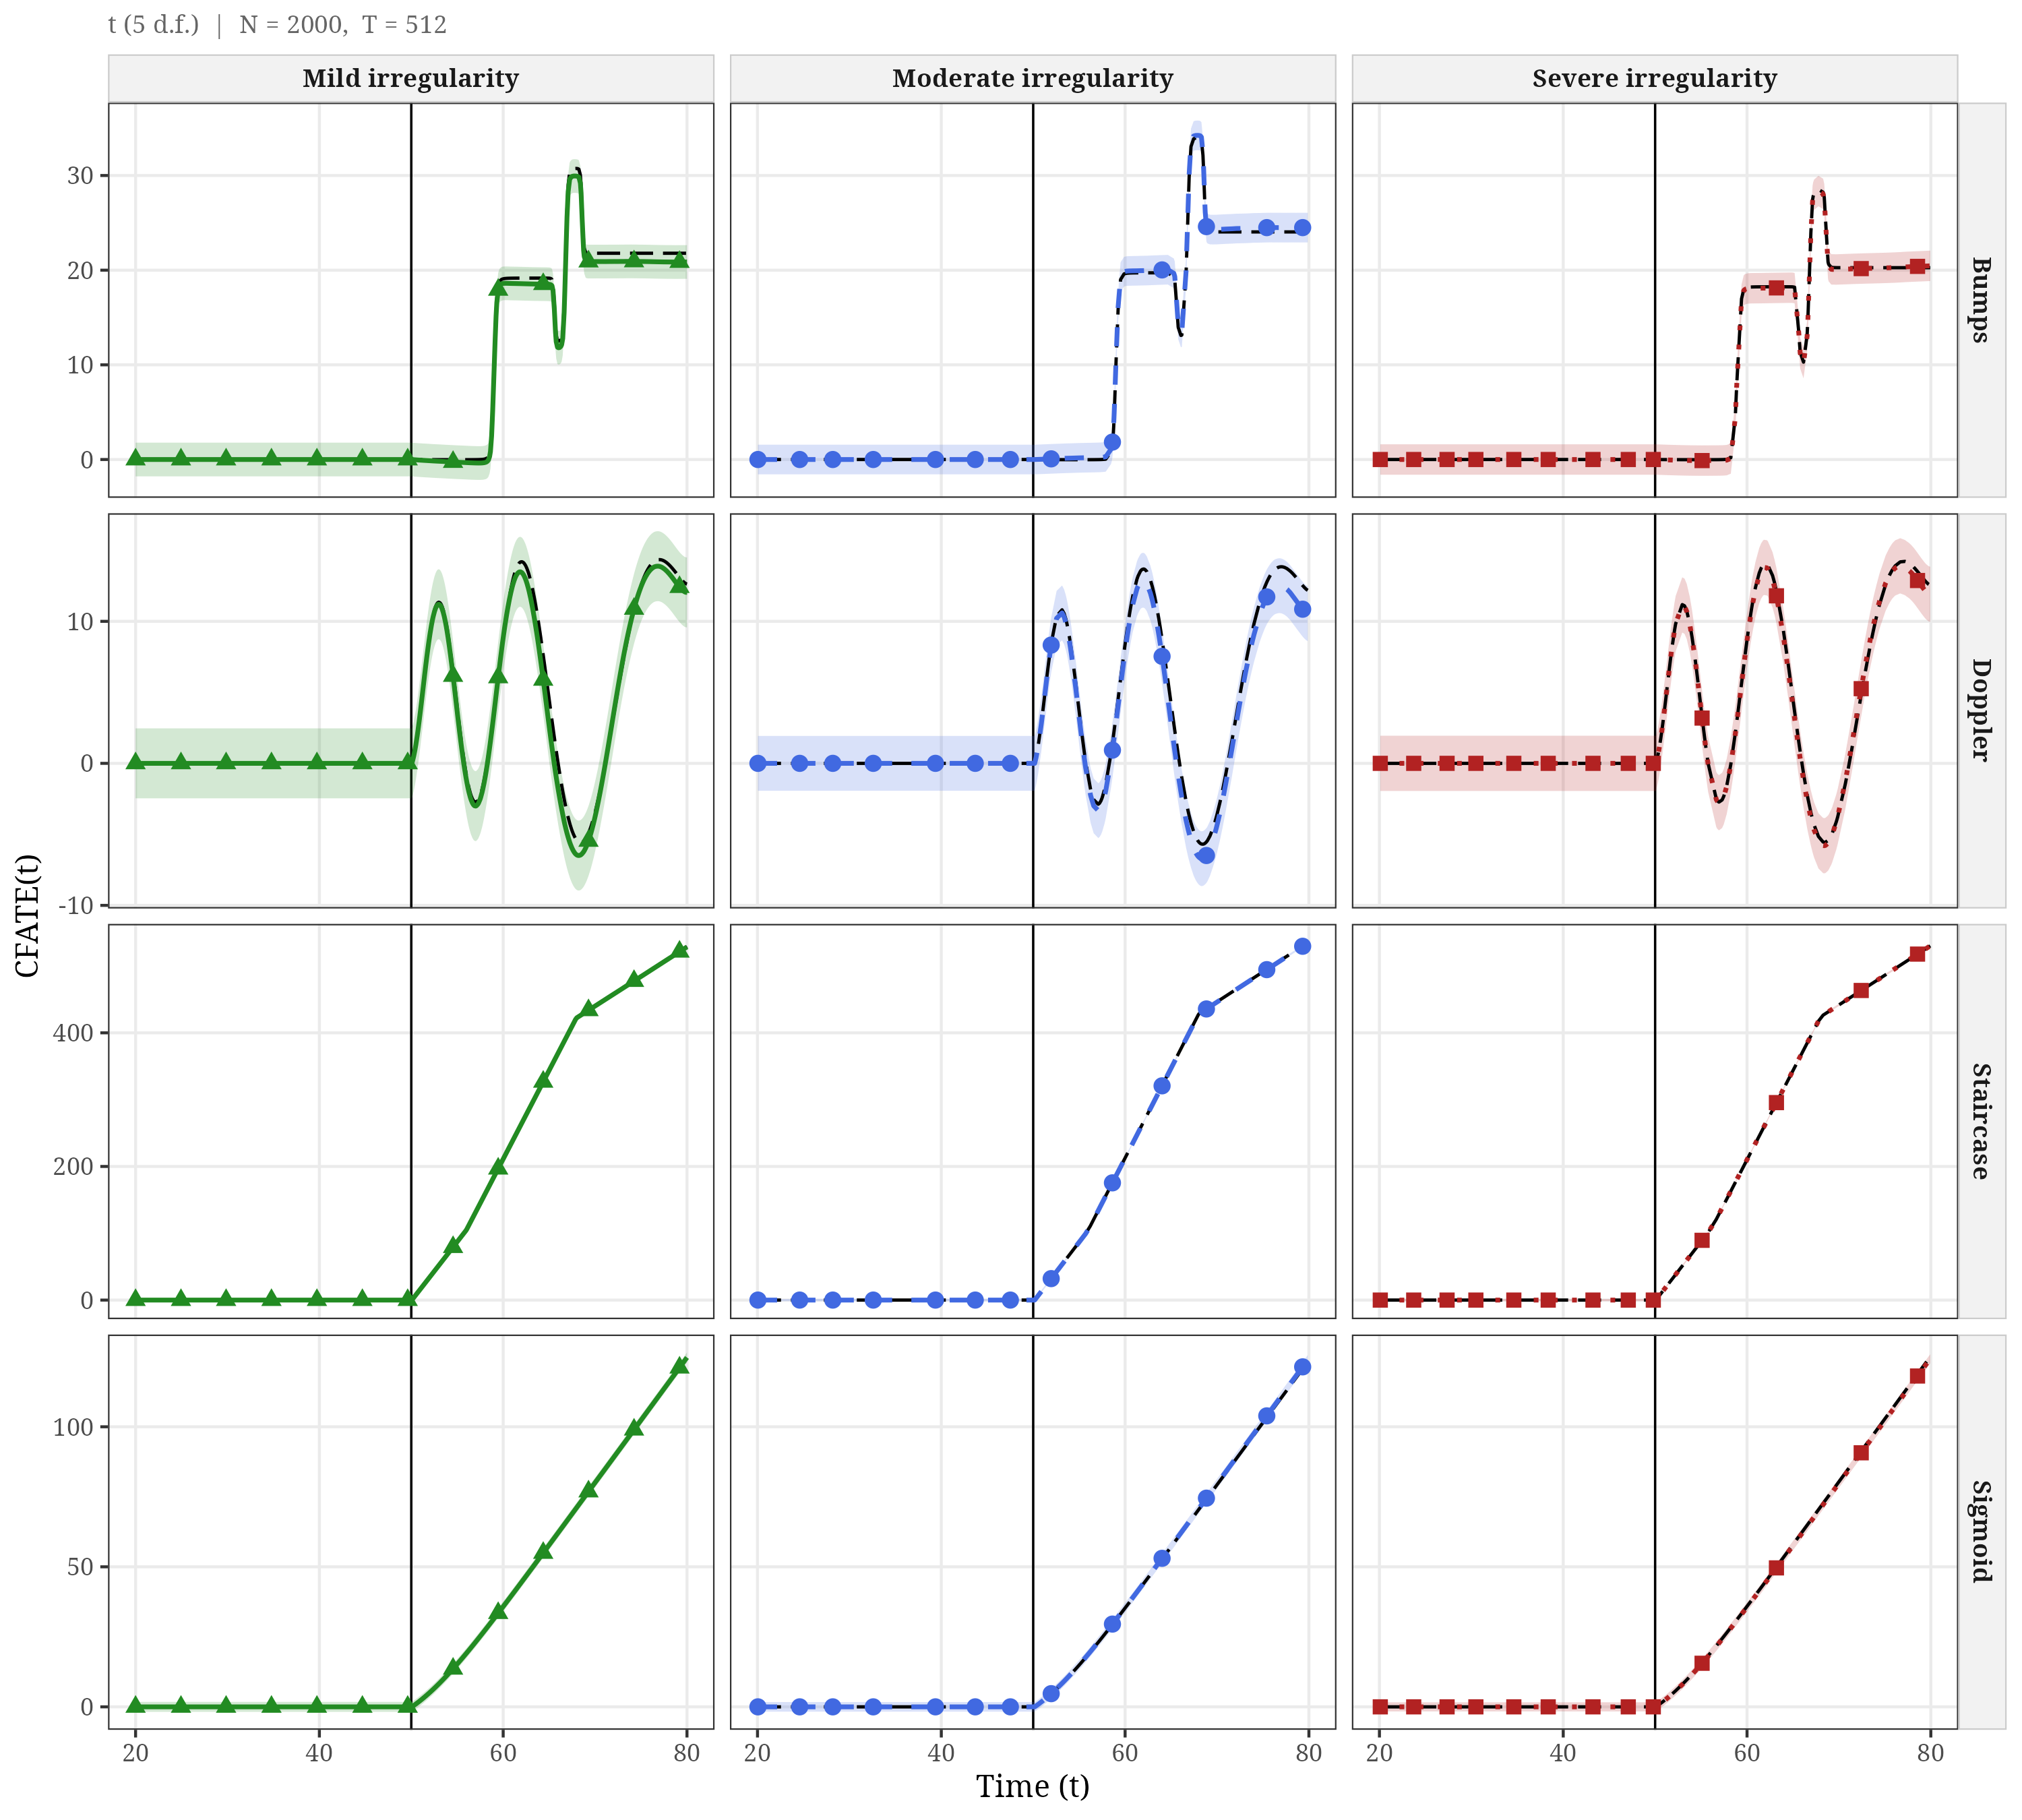 t (5 d.f.) | N = 2000, T = 512
Mild irregularity
Moderate irregularity
Severe irregularity
30
20
10
0
Bumps
10
0
-10
Doppler
CFATE(t)
400
200
0
Staircase
100
50
0
Sigmoid
20
40
60
80
20
40
60
80
20
40
60
80
Time (t)